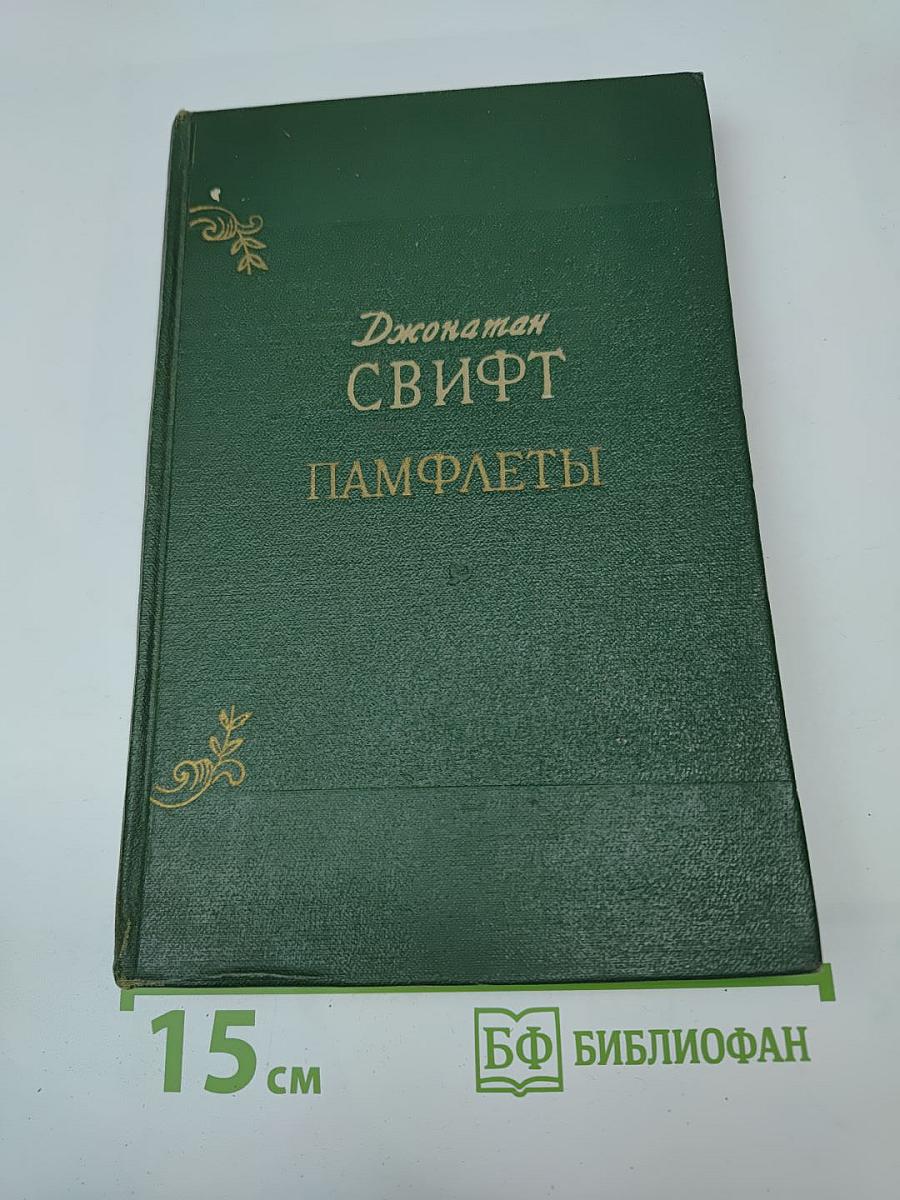 Джонатан
СВИФТ
ПАМФЛЕТЫ
15 см
БФ БИБЛИОФАН